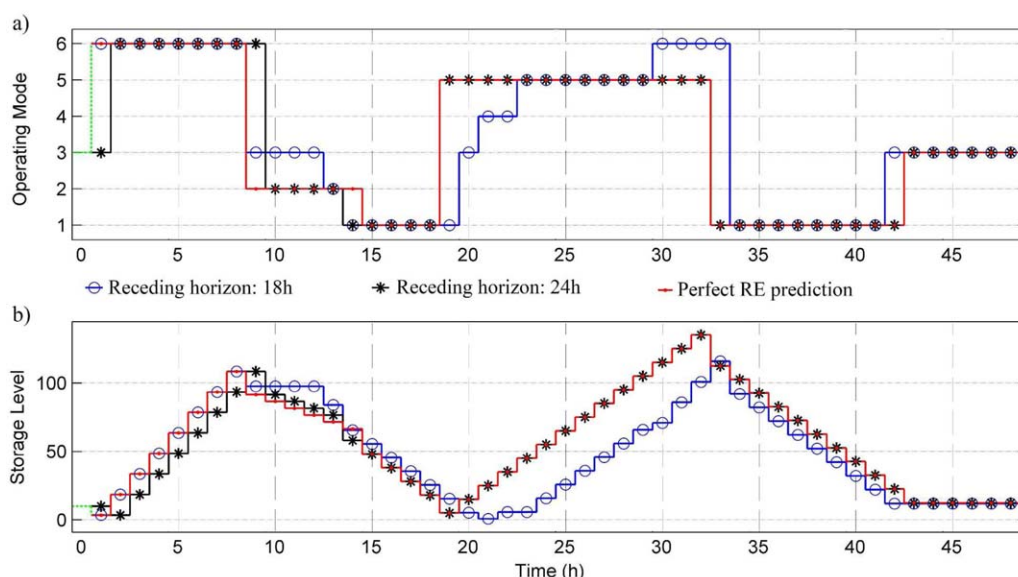 a)
6
5
4
3
2
1
Operating Mode
0 5 10 15 20 25 30 35 40 45
Receding horizon: 18h Receding horizon: 24h Perfect RE prediction
b)
100
50
0
Storage Level
0 5 10 15 20 25 30 35 40 45
Time (h)